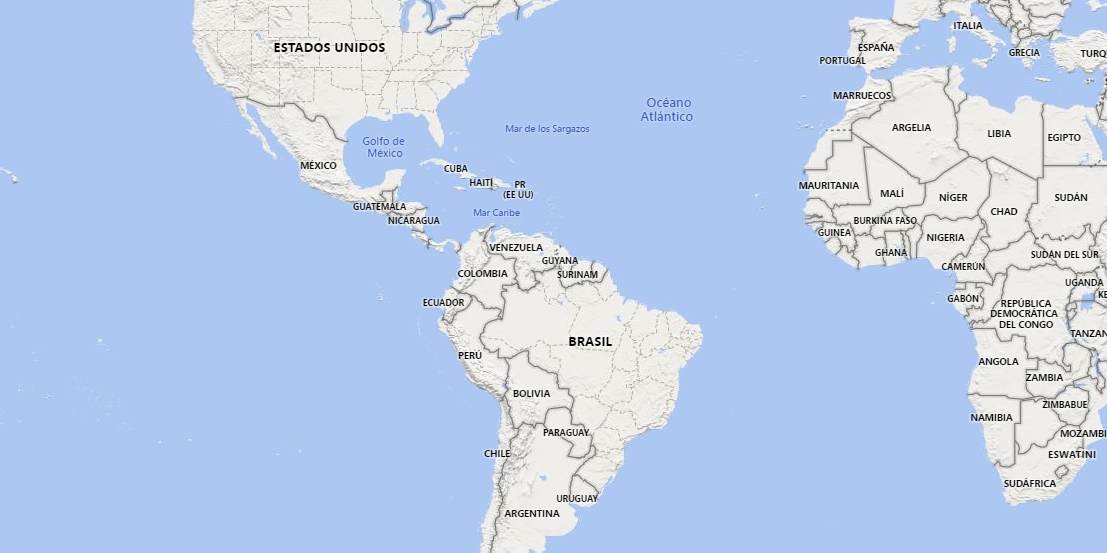 ITALIA
ESTADOS UNIDOS
ESPAÑA
GRECIA
TURQ
PORTUGAL
MARRUECOS
Océano
Atlántico
Mar de los Sargazos
ARGELIA
LIBIA
EGIPTO
Golfo de
México
MÉXICO
CUBA
HAITÍ
PR
(EE UU)
MAURITANIA
MALÍ
NÍGER
CHAD
SUDÁN
GUATEMALA
NICARAGUA
Mar Caribe
BURKINA FASO
GUINEA
GHANA
NIGERIA
VENEZUELA
GUYANA
SURINAM
COLOMBIA
CAMERÚN
SUDÁN DEL SUR
ECUADOR
GABÓN
UGANDA
KE
REPÚBLICA
DEMOCRÁTICA
DEL CONGO
TANZAN
BRASIL
PERÚ
ANGOLA
ZAMBIA
BOLIVIA
ZIMBABUE
NAMIBIA
PARAGUAY
MOZAMBI
CHILE
ESWATINI
SUDÁFRICA
URUGUAY
ARGENTINA